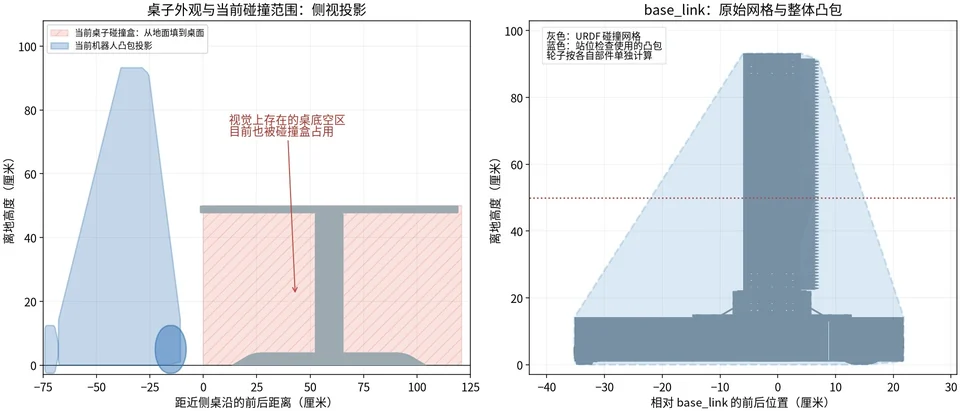 桌子外观与当前碰撞范围：侧视投影
当前桌子碰撞盒：从地面填到桌面
当前机器人凸包投影
视觉上存在的桌底空区
目前也被碰撞盒占用
离地高度（厘米）
100
80
60
40
20
0
−75
−50
−25
0
25
50
75
100
125
距近侧桌沿的前后距离（厘米）
base_link：原始网格与整体凸包
灰色：URDF 碰撞网格
蓝色：站位检查使用的凸包
轮子按各自部件单独计算
离地高度（厘米）
100
80
60
40
20
0
−40
−30
−20
−10
0
10
20
30
相对 base_link 的前后位置（厘米）